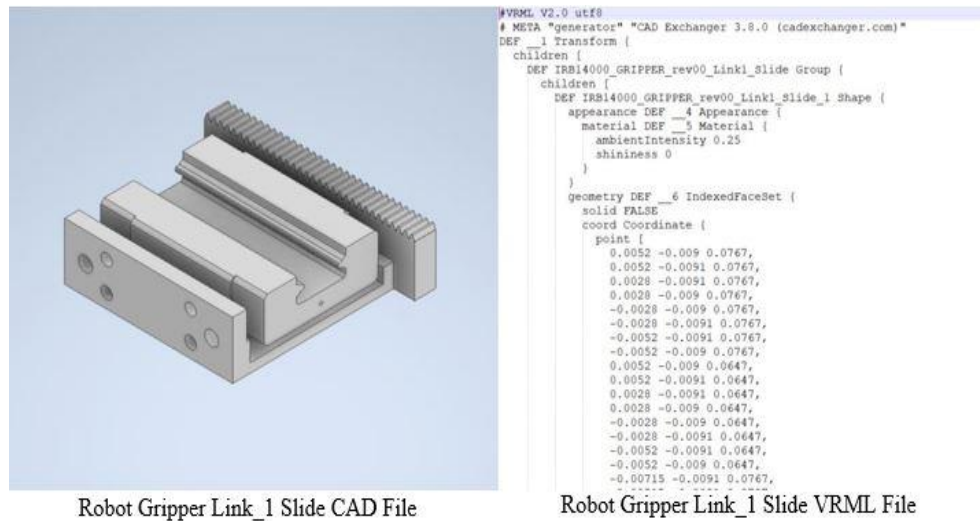 #VRML V2.0 utf8
# META "generator" "CAD Exchanger 3.8.0 (cadexchanger.com)"
DEF __1 Transform {
children [
DEF IRB14000_GRIPPER_rev00_Link1_Slide Group {
children [
DEF IRB14000_GRIPPER_rev00_Link1_Slide_1 Shape {
appearance DEF __4 Appearance {
material DEF __5 Material {
ambientIntensity 0.25
shininess 0
}
}
geometry DEF __6 IndexedFaceSet {
solid FALSE
coord Coordinate {
point [
0.0052 -0.009 0.0767,
0.0052 -0.0091 0.0767,
0.0028 -0.0091 0.0767,
0.0028 -0.009 0.0767,
-0.0028 -0.009 0.0767,
-0.0028 -0.0091 0.0767,
-0.0052 -0.0091 0.0767,
-0.0052 -0.009 0.0767,
0.0052 -0.009 0.0647,
0.0052 -0.0091 0.0647,
0.0028 -0.0091 0.0647,
0.0028 -0.009 0.0647,
-0.0028 -0.009 0.0647,
-0.0028 -0.0091 0.0647,
-0.0052 -0.0091 0.0647,
-0.0052 -0.009 0.0647,
-0.00715 -0.0091 0.0767,
Robot Gripper Link_1 Slide CAD File
Robot Gripper Link_1 Slide VRML File